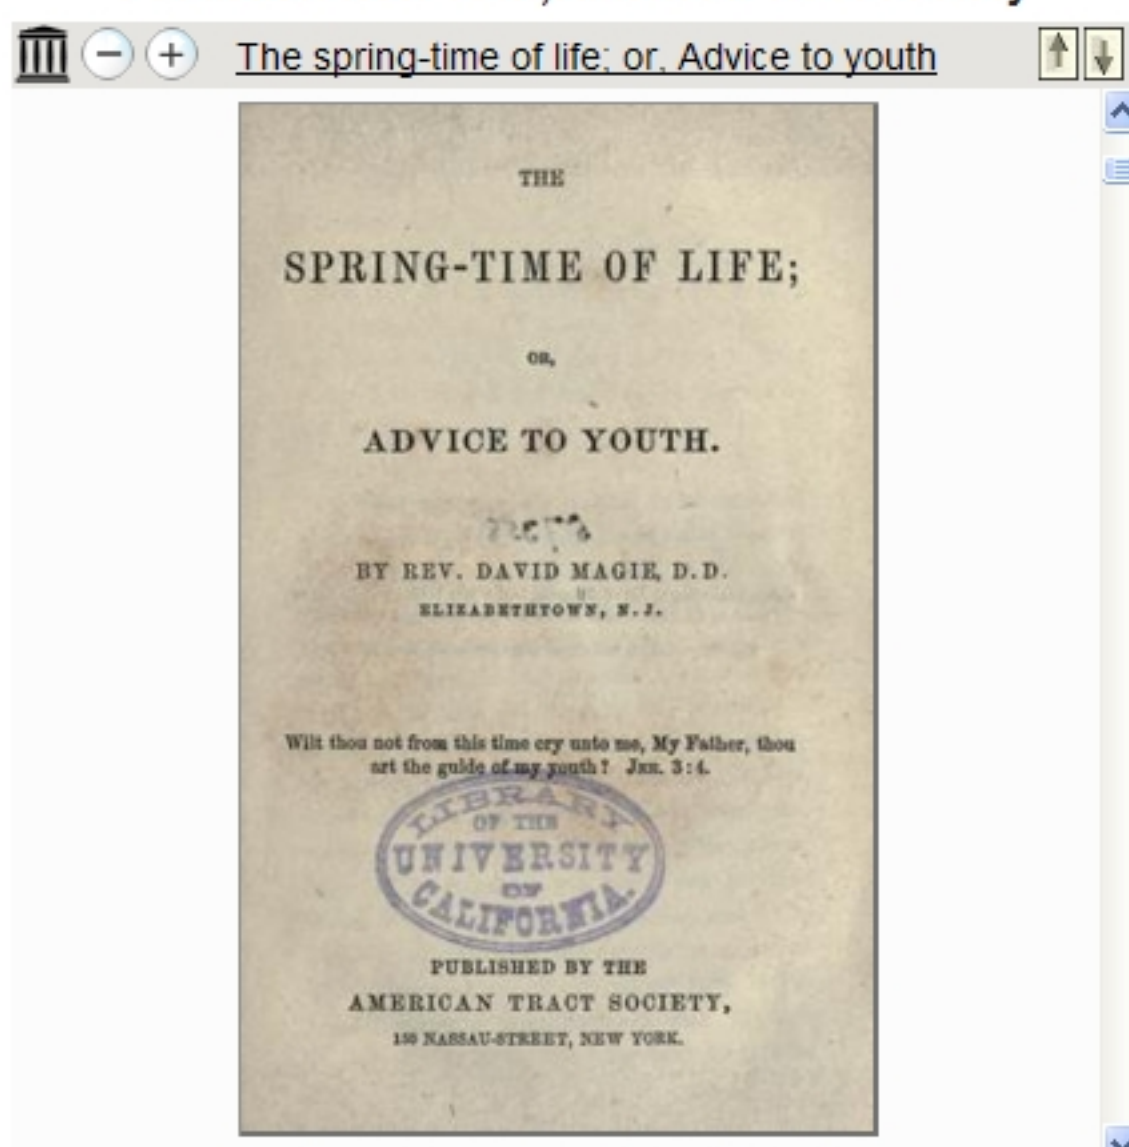 The spring-time of life; or, Advice to youth
THE
SPRING-TIME OF LIFE;
OR,
ADVICE TO YOUTH.
BY REV. DAVID MAGIE, D.D.
ELIZABETHTOWN, N.J.
Wilt thou not from this time cry unto me, My Father, thou
art the guide of my youth? JER. 3:4.
LIBRARY
OF THE
UNIVERSITY
OF
CALIFORNIA.
PUBLISHED BY THE
AMERICAN TRACT SOCIETY,
150 NASSAU-STREET, NEW YORK.